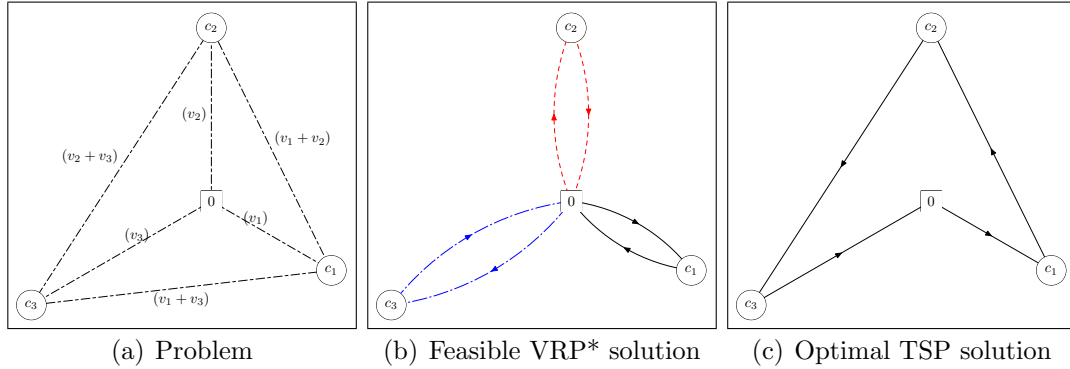 c₂
(v₂)
(v₁ + v₂)
(v₂ + v₃)
0
(v₁)
(v₃)
c₁
(v₁ + v₃)
c₃
(a) Problem
c₂
0
c₁
c₃
(b) Feasible VRP* solution
c₂
0
c₁
c₃
(c) Optimal TSP solution